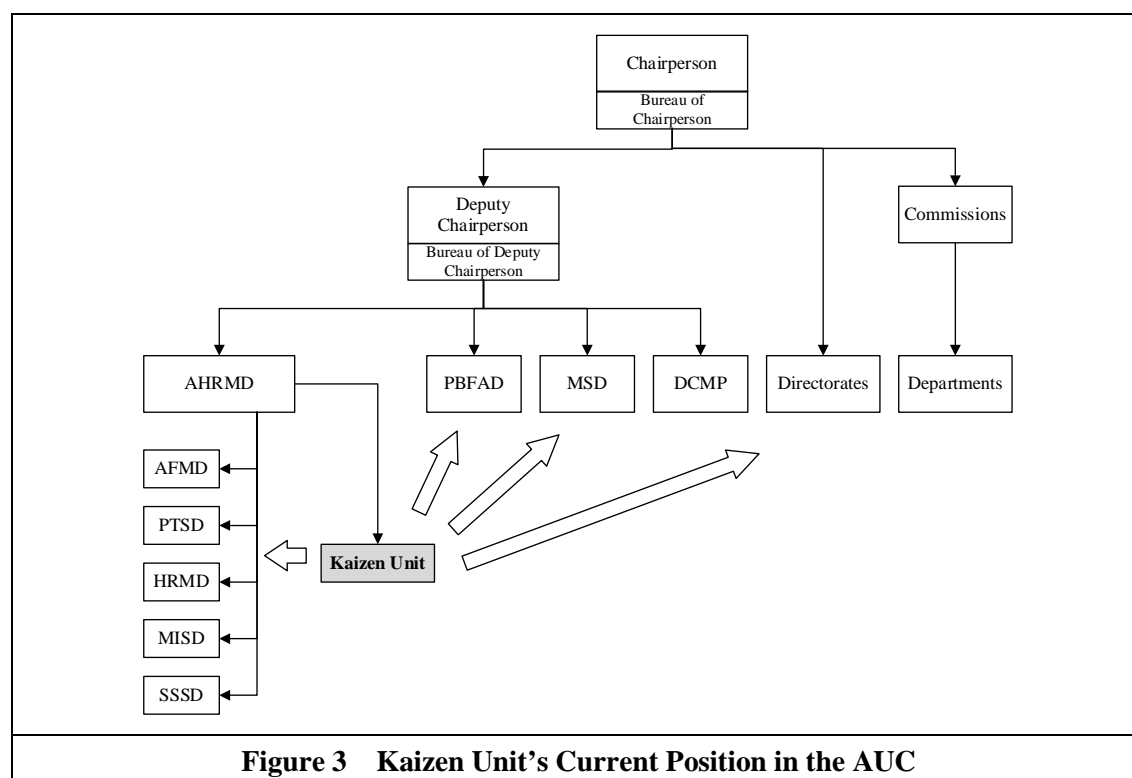 Chairperson
Bureau of
Chairperson
Deputy
Chairperson
Bureau of Deputy
Chairperson
Commissions
AHRMD
PBFAD
MSD
DCMP
Directorates
Departments
AFMD
PTSD
Kaizen Unit
HRMD
MISD
SSSD
Figure 3 Kaizen Unit's Current Position in the AUC